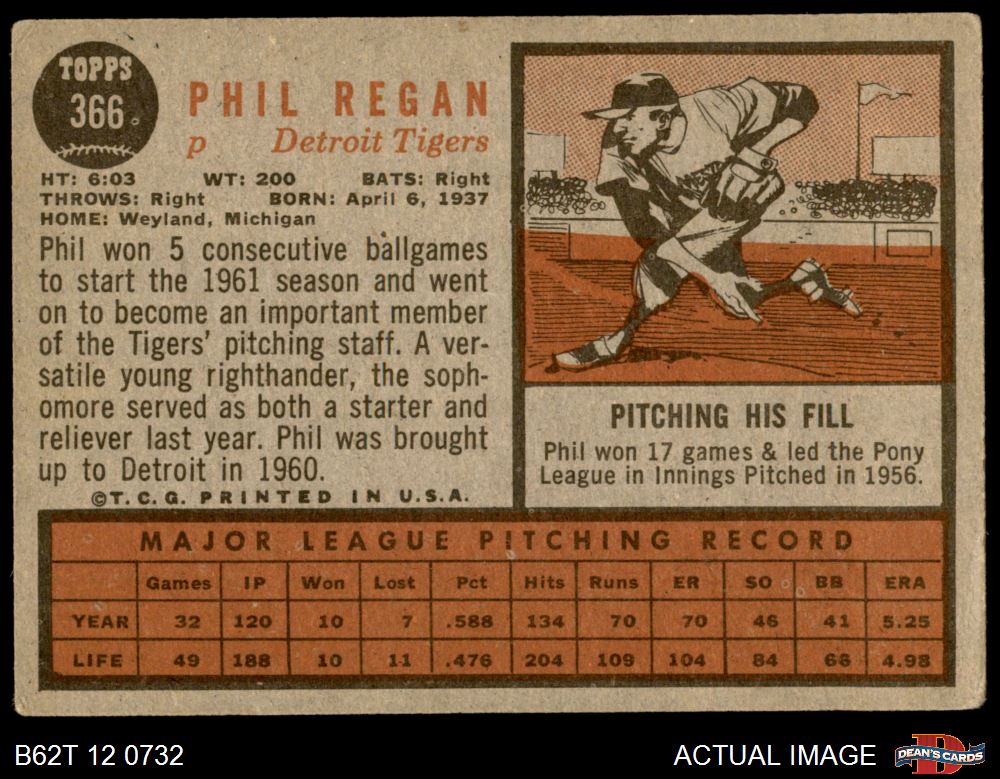 TOPPS
366
PHIL REGAN
p Detroit Tigers
HT: 6:03 WT: 200 BATS: Right
THROWS: Right BORN: April 6, 1937
HOME: Weyland, Michigan
Phil won 5 consecutive ballgames
to start the 1961 season and went
on to become an important member
of the Tigers' pitching staff. A ver-
satile young righthander, the soph-
omore served as both a starter and
reliever last year. Phil was brought
up to Detroit in 1960.
©T.C.G. PRINTED IN U.S.A.
PITCHING HIS FILL
Phil won 17 games & led the Pony
League in Innings Pitched in 1956.
MAJOR LEAGUE PITCHING RECORD
Games IP Won Lost Pct Hits Runs ER SO BB ERA
YEAR 32 120 10 7 .588 134 70 70 46 41 5.25
LIFE 49 188 10 11 .476 204 109 104 84 66 4.98
B62T 12 0732 ACTUAL IMAGE DEAN'S CARDS